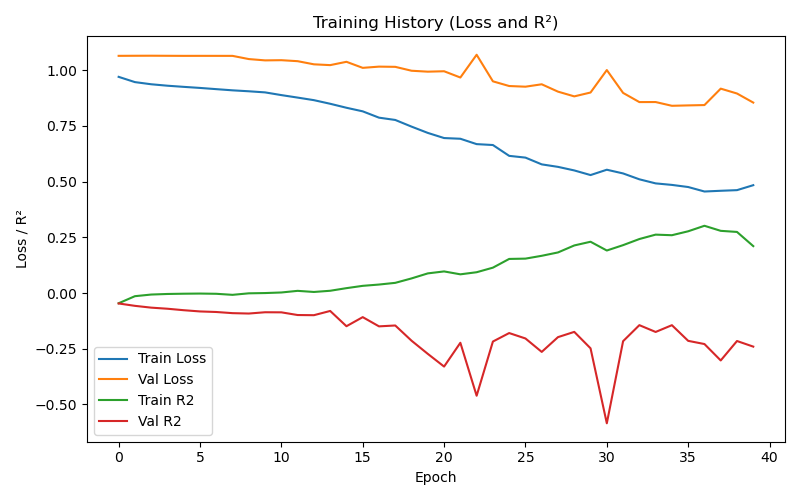 Training History (Loss and R²)
Loss / R²
1.00
0.75
0.50
0.25
0.00
−0.25
−0.50
Train Loss
Val Loss
Train R2
Val R2
0 5 10 15 20 25 30 35 40
Epoch